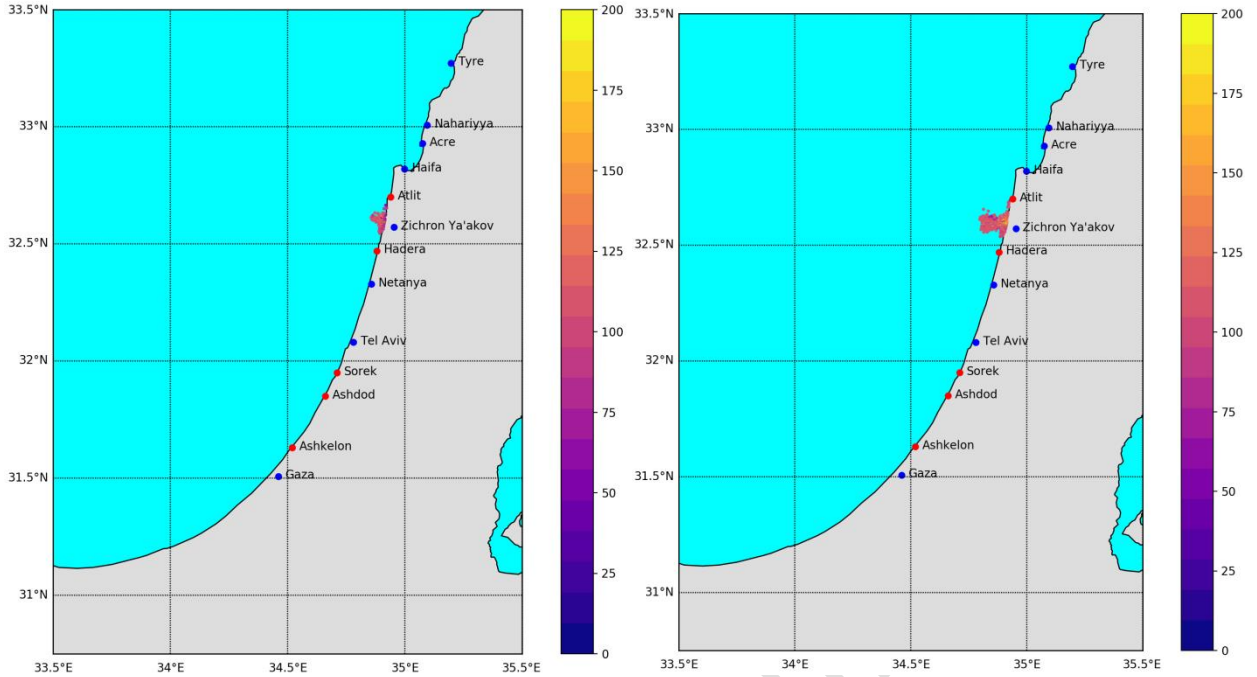 33.5°N
33°N
32.5°N
32°N
31.5°N
31°N
33.5°E
34°E
34.5°E
35°E
35.5°E
Tyre
Nahariyya
Acre
Haifa
Atlit
Zichron Ya'akov
Hadera
Netanya
Tel Aviv
Sorek
Ashdod
Ashkelon
Gaza
200
175
150
125
100
75
50
25
0
33.5°N
33°N
32.5°N
32°N
31.5°N
31°N
33.5°E
34°E
34.5°E
35°E
35.5°E
Tyre
Nahariyya
Acre
Haifa
Atlit
Zichron Ya'akov
Hadera
Netanya
Tel Aviv
Sorek
Ashdod
Ashkelon
Gaza
200
175
150
125
100
75
50
25
0